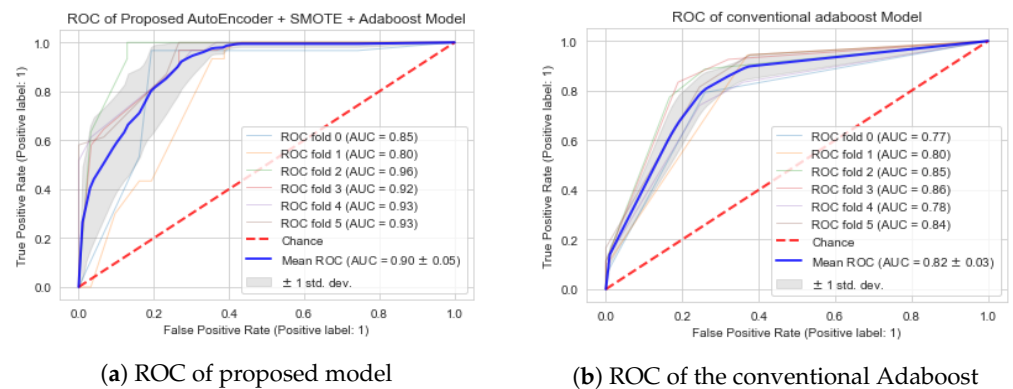 ROC of Proposed AutoEncoder + SMOTE + Adaboost Model
True Positive Rate (Positive label: 1)
1.0
0.8
0.6
0.4
0.2
0.0
ROC fold 0 (AUC = 0.85)
ROC fold 1 (AUC = 0.80)
ROC fold 2 (AUC = 0.96)
ROC fold 3 (AUC = 0.92)
ROC fold 4 (AUC = 0.93)
ROC fold 5 (AUC = 0.93)
Chance
Mean ROC (AUC = 0.90 ± 0.05)
± 1 std. dev.
0.0 0.2 0.4 0.6 0.8 1.0
False Positive Rate (Positive label: 1)
(a) ROC of proposed model
ROC of conventional adaboost Model
True Positive Rate (Positive label: 1)
1.0
0.8
0.6
0.4
0.2
0.0
ROC fold 0 (AUC = 0.77)
ROC fold 1 (AUC = 0.80)
ROC fold 2 (AUC = 0.85)
ROC fold 3 (AUC = 0.86)
ROC fold 4 (AUC = 0.78)
ROC fold 5 (AUC = 0.84)
Chance
Mean ROC (AUC = 0.82 ± 0.03)
± 1 std. dev.
0.0 0.2 0.4 0.6 0.8 1.0
False Positive Rate (Positive label: 1)
(b) ROC of the conventional Adaboost